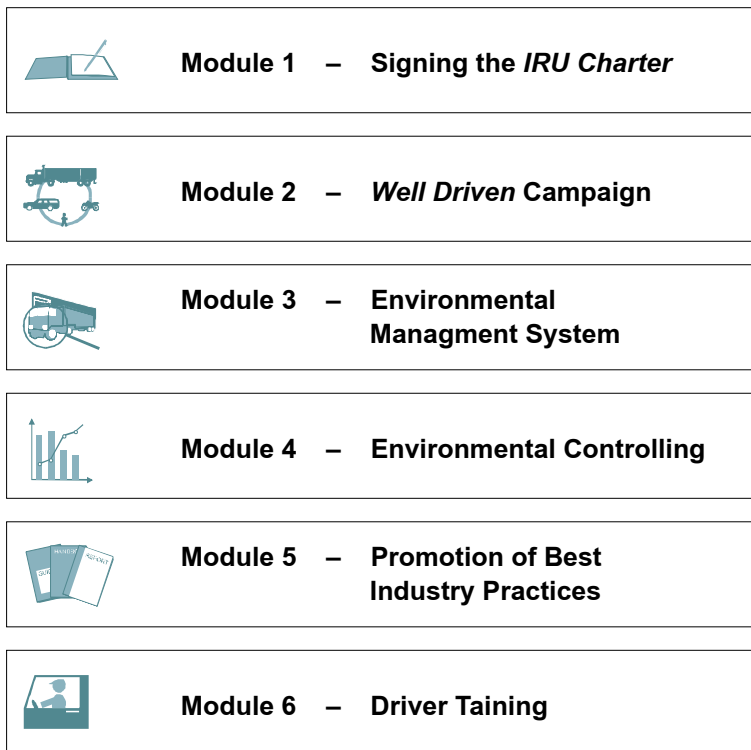 Module 1 – Signing the IRU Charter
Module 2 – Well Driven Campaign
Module 3 – Environmental
Managment System
Module 4 – Environmental Controlling
Module 5 – Promotion of Best
Industry Practices
Module 6 – Driver Taining